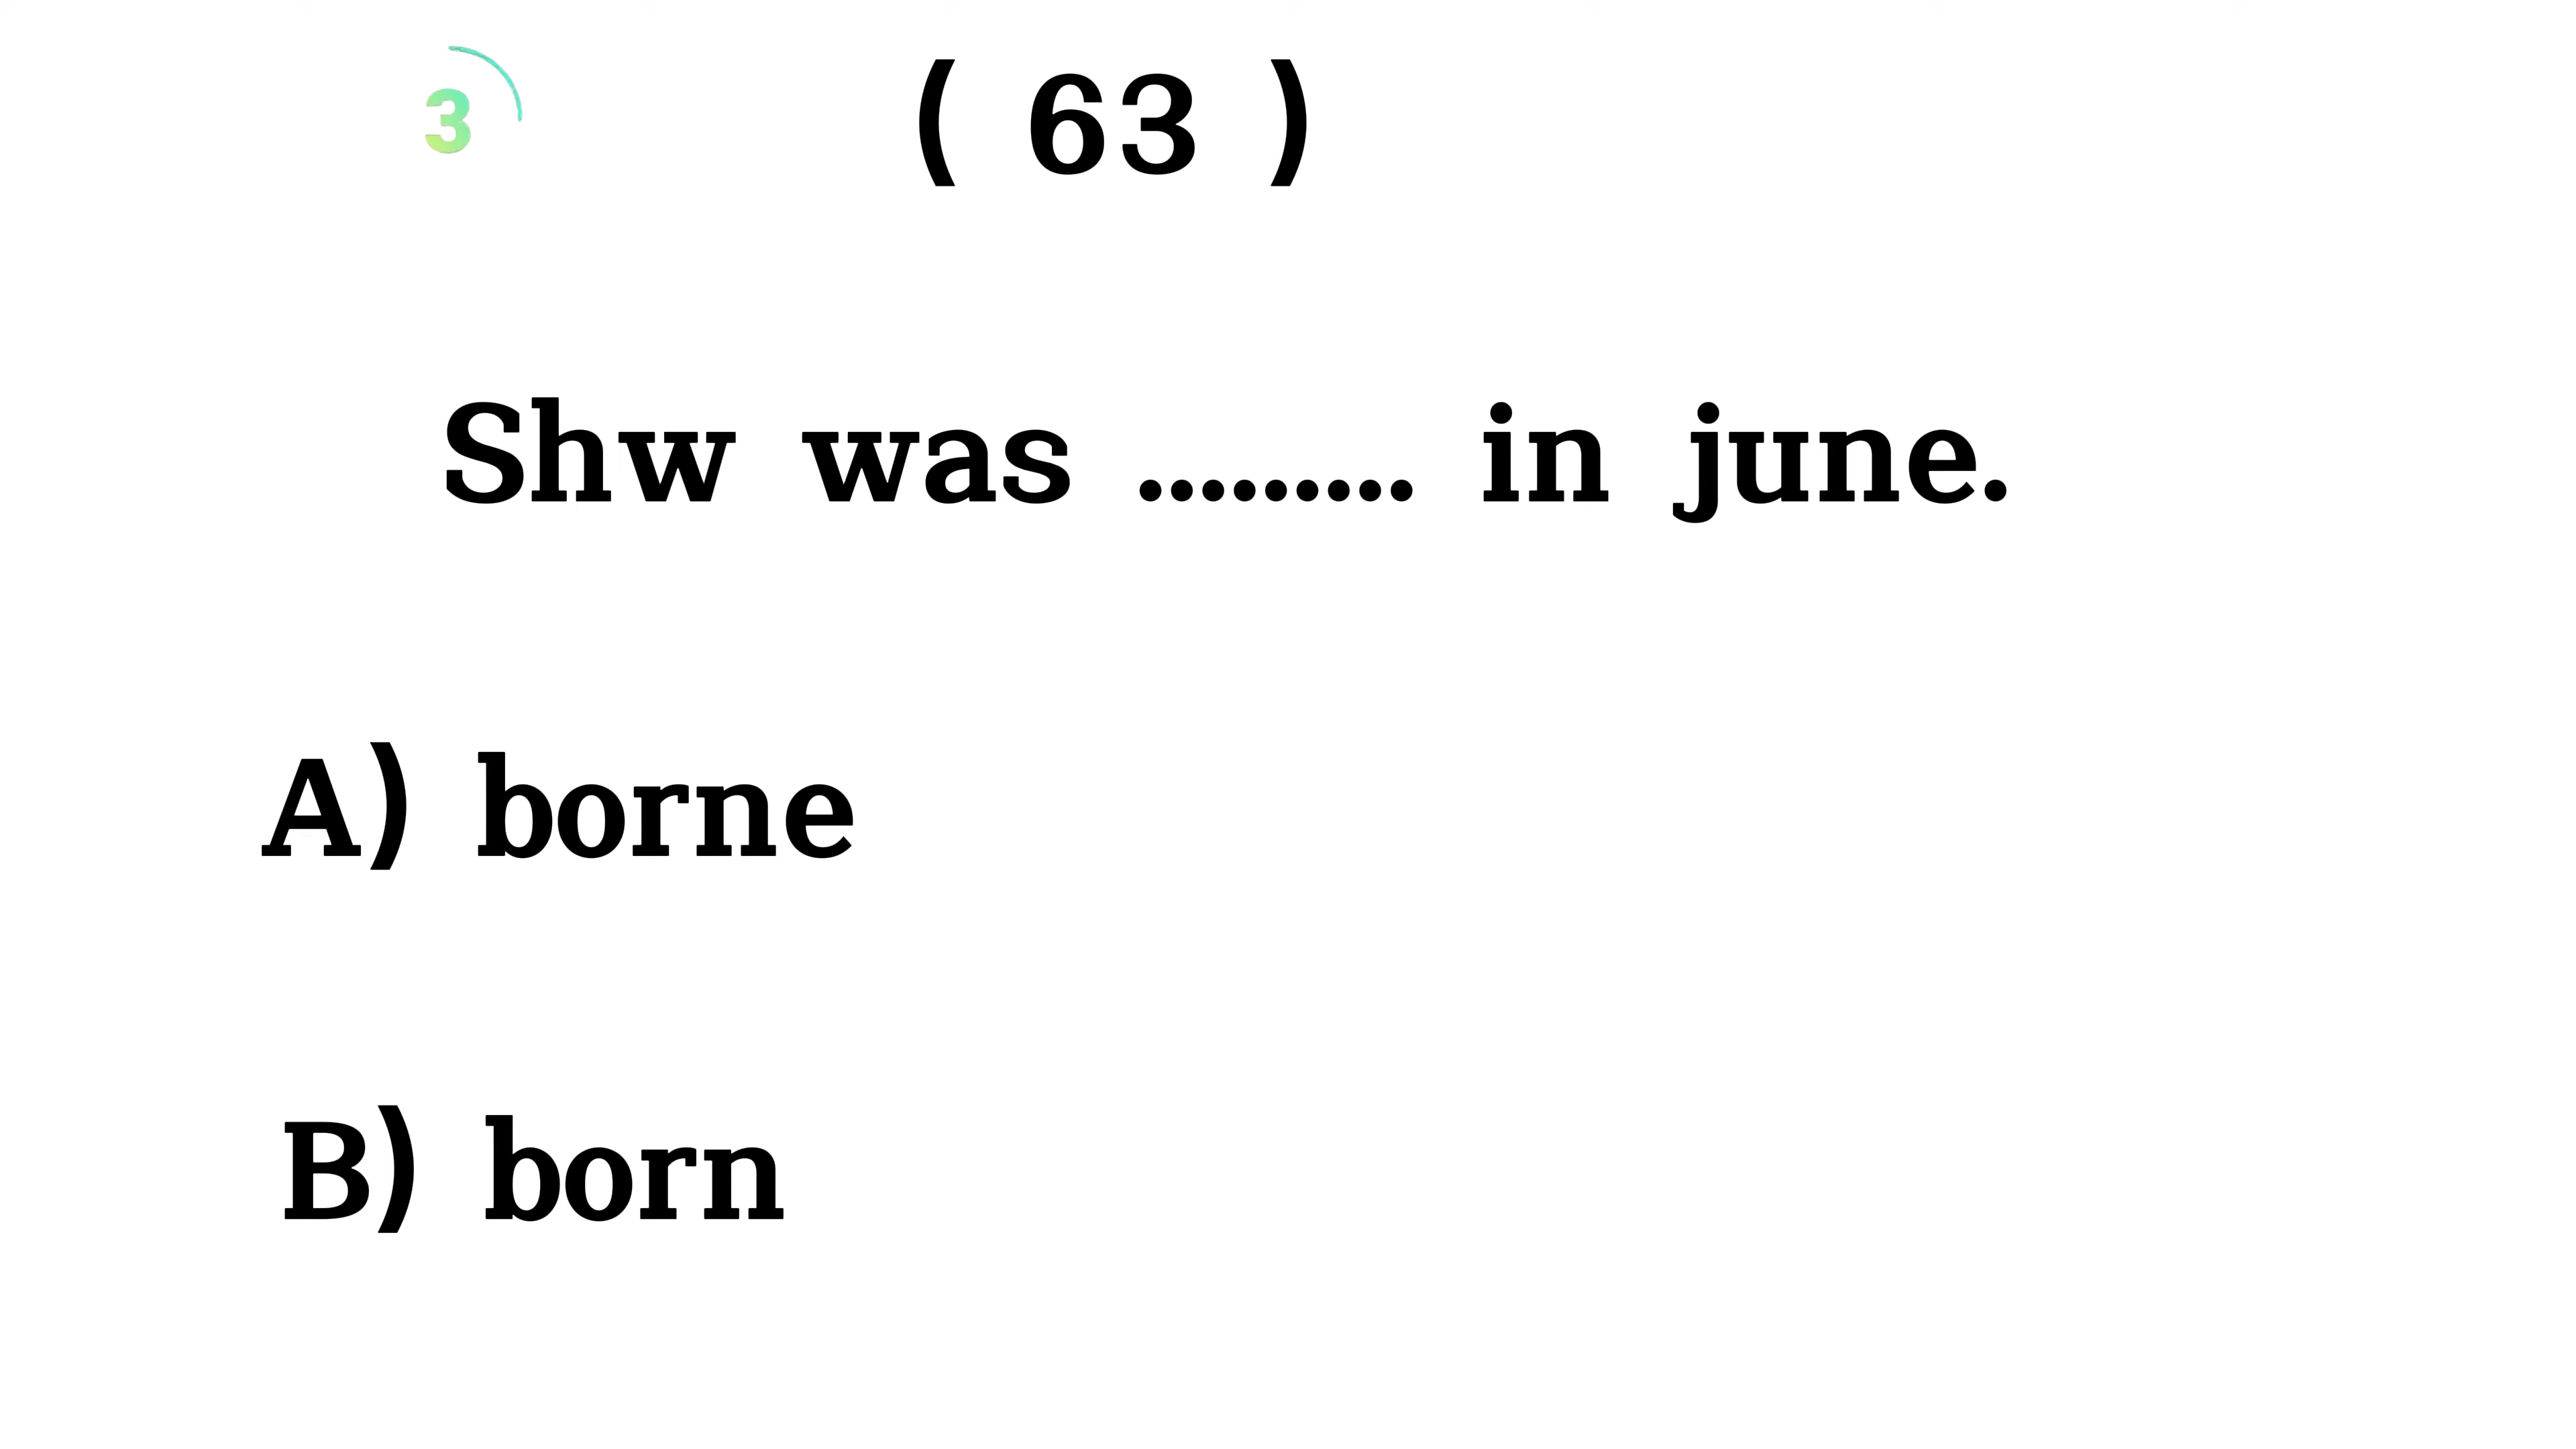 3
( 63 )
Shw was ......... in june.
A) borne
B) born